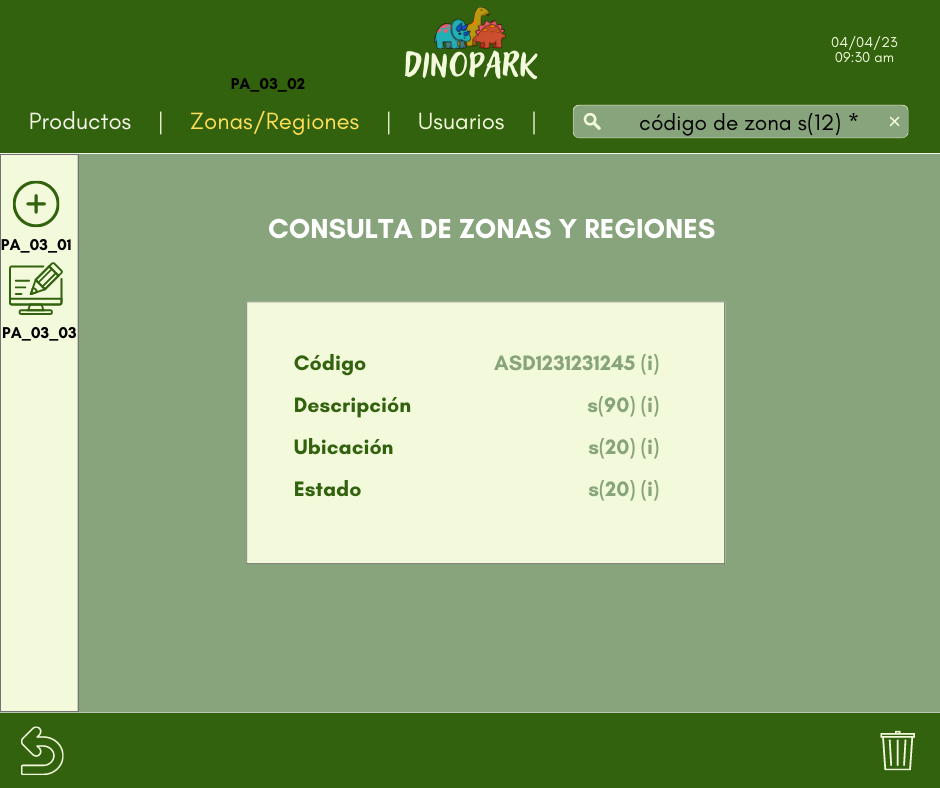 DINOPARK
04/04/23
09:30 am
PA_03_02
Productos | Zonas/Regiones | Usuarios |
código de zona s(12) * ×
PA_03_01
PA_03_03
CONSULTA DE ZONAS Y REGIONES
Código ASD1231231245 (i)
Descripción s(90) (i)
Ubicación s(20) (i)
Estado s(20) (i)